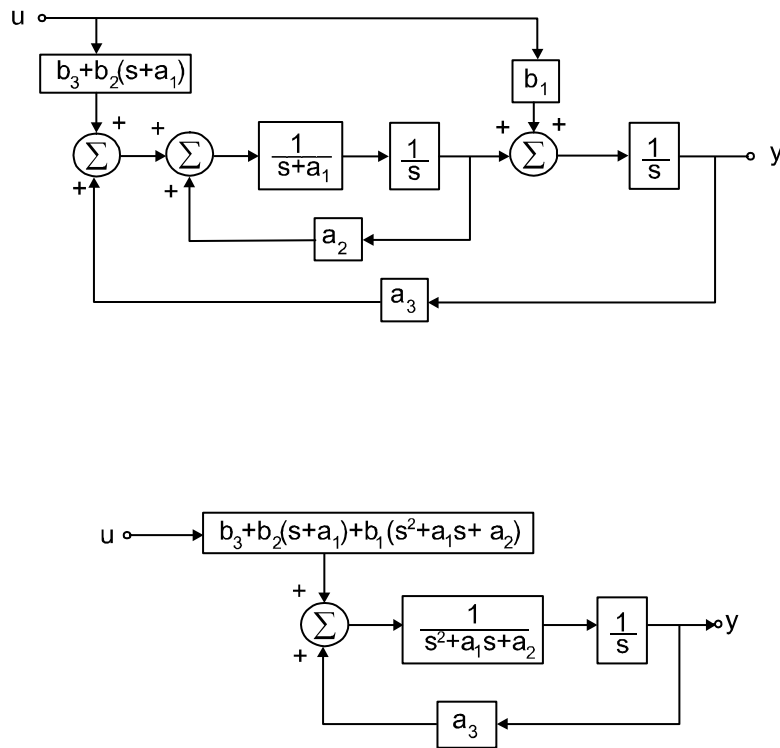 u
b₃+b₂(s+a₁)
b₁
+ + + +
Σ Σ 1/(s+a₁) 1/s Σ 1/s y
+ +
a₂
a₃
u b₃+b₂(s+a₁)+b₁(s²+a₁s+ a₂)
+
Σ 1/(s²+a₁s+a₂) 1/s y
+
a₃